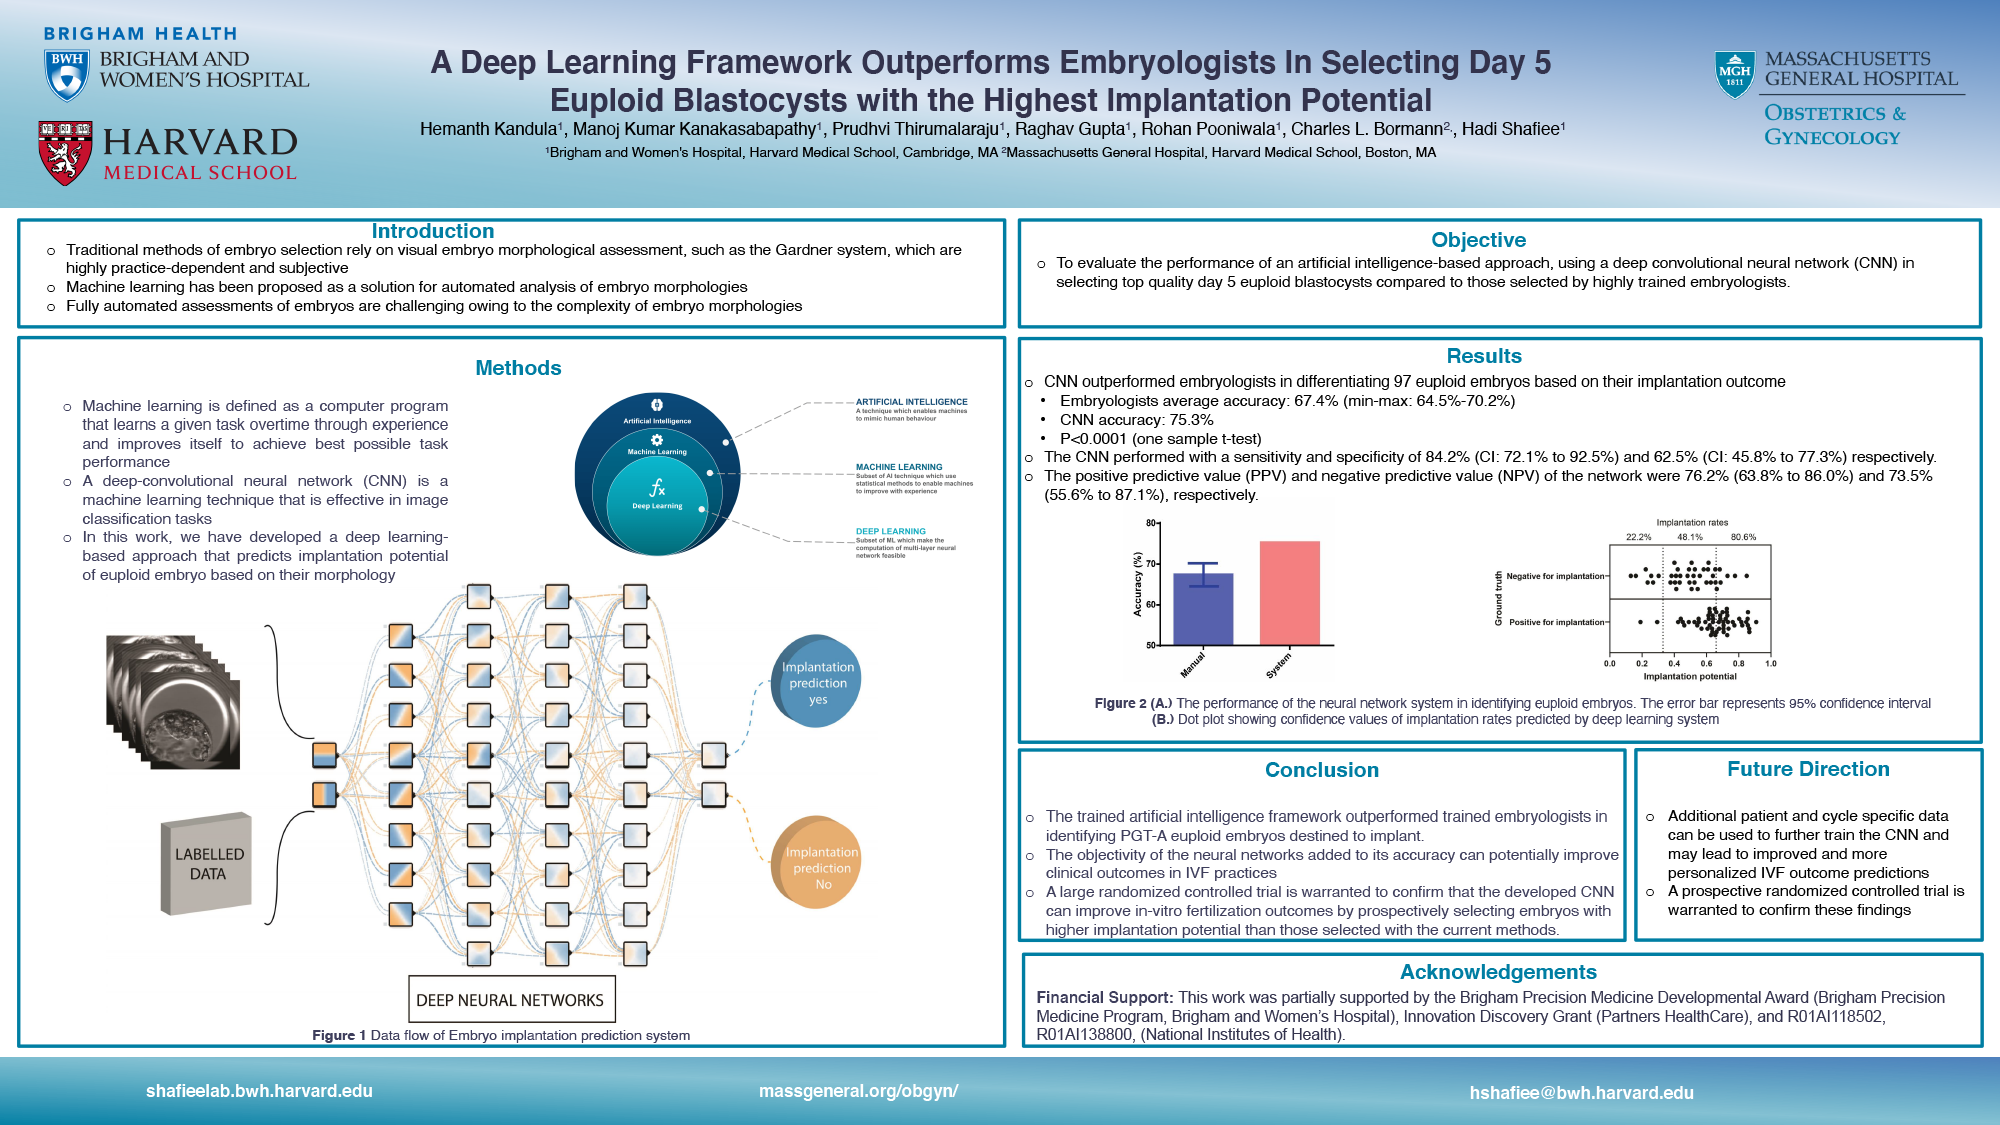 BRIGHAM HEALTH
BWH
BRIGHAM AND
WOMEN'S HOSPITAL
VE RI TAS
HARVARD
MEDICAL SCHOOL
A Deep Learning Framework Outperforms Embryologists In Selecting Day 5
Euploid Blastocysts with the Highest Implantation Potential
Hemanth Kandula¹, Manoj Kumar Kanakasabapathy¹, Prudhvi Thirumalaraju¹, Raghav Gupta¹, Rohan Pooniwala¹, Charles L. Bormann²·, Hadi Shafiee¹
¹Brigham and Women's Hospital, Harvard Medical School, Cambridge, MA ²Massachusetts General Hospital, Harvard Medical School, Boston, MA
MGH
1811
MASSACHUSETTS
GENERAL HOSPITAL
OBSTETRICS &
GYNECOLOGY
Introduction
o Traditional methods of embryo selection rely on visual embryo morphological assessment, such as the Gardner system, which are
highly practice-dependent and subjective
o Machine learning has been proposed as a solution for automated analysis of embryo morphologies
o Fully automated assessments of embryos are challenging owing to the complexity of embryo morphologies
Objective
o To evaluate the performance of an artificial intelligence-based approach, using a deep convolutional neural network (CNN) in
selecting top quality day 5 euploid blastocysts compared to those selected by highly trained embryologists.
Methods
o Machine learning is defined as a computer program
that learns a given task overtime through experience
and improves itself to achieve best possible task
performance
o A deep-convolutional neural network (CNN) is a
machine learning technique that is effective in image
classification tasks
o In this work, we have developed a deep learning-
based approach that predicts implantation potential
of euploid embryo based on their morphology
Artificial Intelligence
Machine Learning
fx
Deep Learning
ARTIFICIAL INTELLIGENCE
A technique which enables machines
to mimic human behaviour
MACHINE LEARNING
Subset of AI technique which use
statistical methods to enable machines
to improve with experience
DEEP LEARNING
Subset of ML which make the
computation of multi-layer neural
network feasible
LABELLED
DATA
Implantation
prediction
yes
Implantation
prediction
No
DEEP NEURAL NETWORKS
Figure 1 Data flow of Embryo implantation prediction system
Results
o CNN outperformed embryologists in differentiating 97 euploid embryos based on their implantation outcome
• Embryologists average accuracy: 67.4% (min-max: 64.5%-70.2%)
• CNN accuracy: 75.3%
• P<0.0001 (one sample t-test)
o The CNN performed with a sensitivity and specificity of 84.2% (CI: 72.1% to 92.5%) and 62.5% (CI: 45.8% to 77.3%) respectively.
o The positive predictive value (PPV) and negative predictive value (NPV) of the network were 76.2% (63.8% to 86.0%) and 73.5%
(55.6% to 87.1%), respectively.
Accuracy (%)
80
70
60
50
Manual
System
Implantation rates
22.2% 48.1% 80.6%
Ground truth
Negative for implantation
Positive for implantation
0.0 0.2 0.4 0.6 0.8 1.0
Implantation potential
Figure 2 (A.) The performance of the neural network system in identifying euploid embryos. The error bar represents 95% confidence interval
(B.) Dot plot showing confidence values of implantation rates predicted by deep learning system
Conclusion
o The trained artificial intelligence framework outperformed trained embryologists in
identifying PGT-A euploid embryos destined to implant.
o The objectivity of the neural networks added to its accuracy can potentially improve
clinical outcomes in IVF practices
o A large randomized controlled trial is warranted to confirm that the developed CNN
can improve in-vitro fertilization outcomes by prospectively selecting embryos with
higher implantation potential than those selected with the current methods.
Future Direction
o Additional patient and cycle specific data
can be used to further train the CNN and
may lead to improved and more
personalized IVF outcome predictions
o A prospective randomized controlled trial is
warranted to confirm these findings
Acknowledgements
Financial Support: This work was partially supported by the Brigham Precision Medicine Developmental Award (Brigham Precision
Medicine Program, Brigham and Women's Hospital), Innovation Discovery Grant (Partners HealthCare), and R01AI118502,
R01AI138800, (National Institutes of Health).
shafieelab.bwh.harvard.edu
massgeneral.org/obgyn/
hshafiee@bwh.harvard.edu